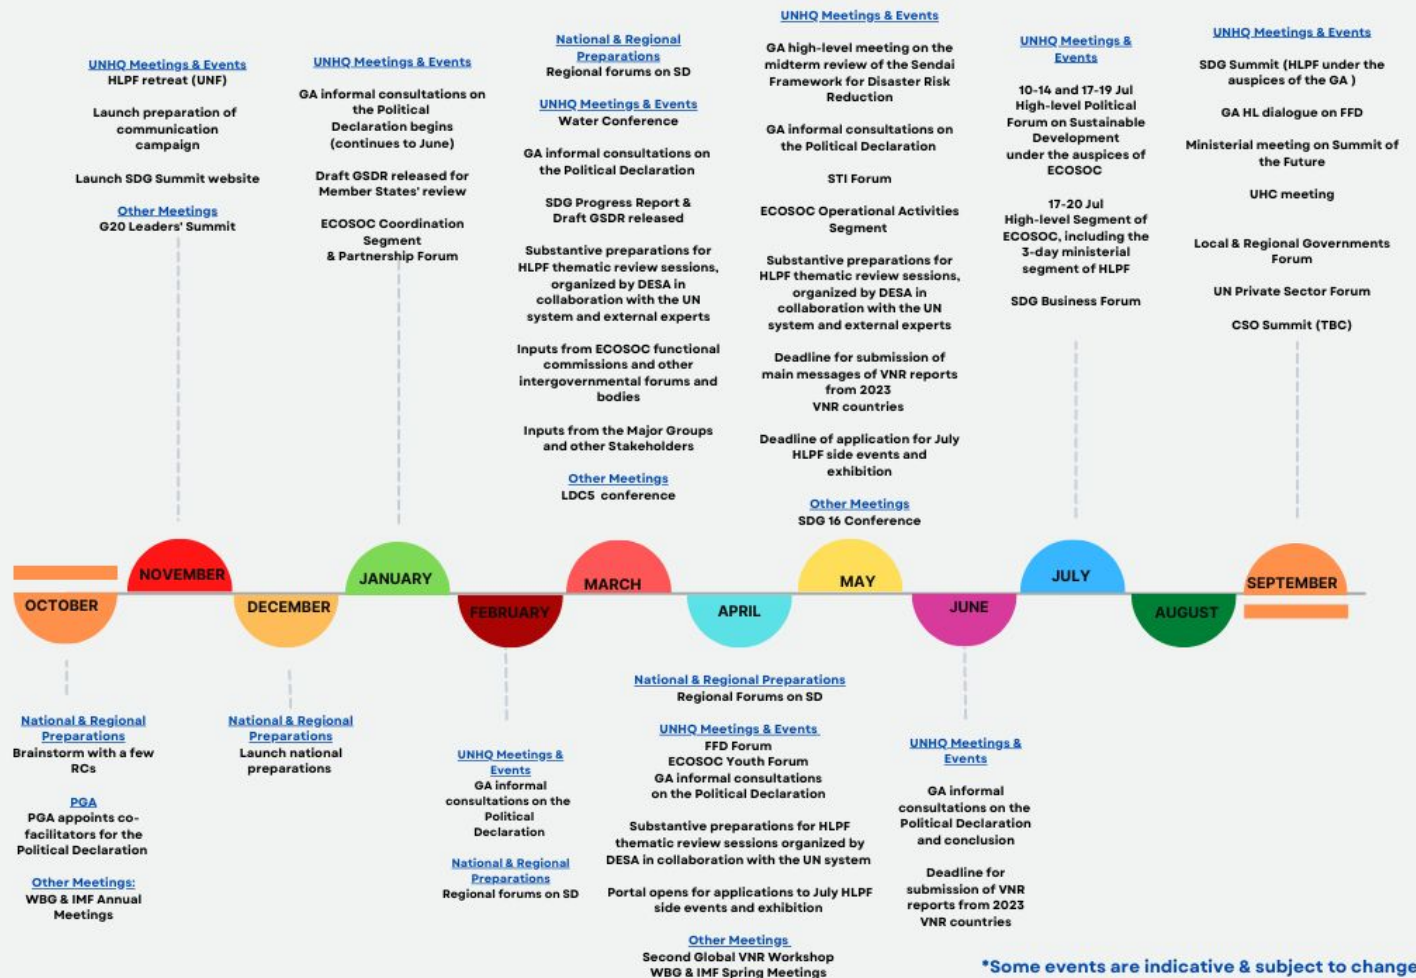 UNHQ Meetings & Events
HLPF retreat (UNF)
Launch preparation of
communication
campaign
Launch SDG Summit website
Other Meetings
G20 Leaders' Summit
UNHQ Meetings & Events
GA informal consultations on
the Political
Declaration begins
(continues to June)
Draft GSDR released for
Member States' review
ECOSOC Coordination
Segment
& Partnership Forum
National & Regional
Preparations
Regional forums on SD
UNHQ Meetings & Events
Water Conference
GA informal consultations on
the Political Declaration
SDG Progress Report &
Draft GSDR released
Substantive preparations for
HLPF thematic review sessions,
organized by DESA in
collaboration with the UN
system and external experts
Inputs from ECOSOC functional
commissions and other
intergovernmental forums and
bodies
Inputs from the Major Groups
and other Stakeholders
Other Meetings
LDC5 conference
UNHQ Meetings & Events
GA high-level meeting on the
midterm review of the Sendai
Framework for Disaster Risk
Reduction
GA informal consultations on
the Political Declaration
STI Forum
ECOSOC Operational Activities
Segment
Substantive preparations for
HLPF thematic review sessions,
organized by DESA in
collaboration with the UN
system and external experts
Deadline for submission of
main messages of VNR reports
from 2023
VNR countries
Deadline of application for July
HLPF side events and
exhibition
Other Meetings
SDG 16 Conference
UNHQ Meetings &
Events
10-14 and 17-19 Jul
High-level Political
Forum on Sustainable
Development
under the auspices of
ECOSOC
17-20 Jul
High-level Segment of
ECOSOC, including the
3-day ministerial
segment of HLPF
SDG Business Forum
UNHQ Meetings & Events
SDG Summit (HLPF under the
auspices of the GA )
GA HL dialogue on FFD
Ministerial meeting on Summit of
the Future
UHC meeting
Local & Regional Governments
Forum
UN Private Sector Forum
CSO Summit (TBC)
OCTOBER
NOVEMBER
DECEMBER
JANUARY
FEBRUARY
MARCH
APRIL
MAY
JUNE
JULY
AUGUST
SEPTEMBER
National & Regional
Preparations
Brainstorm with a few
RCs
PGA
PGA appoints co-
facilitators for the
Political Declaration
Other Meetings:
WBG & IMF Annual
Meetings
National & Regional
Preparations
Launch national
preparations
UNHQ Meetings &
Events
GA informal
consultations on the
Political
Declaration
National & Regional
Preparations
Regional forums on SD
National & Regional Preparations
Regional Forums on SD
UNHQ Meetings & Events
FFD Forum
ECOSOC Youth Forum
GA informal consultations
on the Political Declaration
Substantive preparations for HLPF
thematic review sessions organized by
DESA in collaboration with the UN system
Portal opens for applications to July HLPF
side events and exhibition
Other Meetings
Second Global VNR Workshop
WBG & IMF Spring Meetings
UNHQ Meetings &
Events
GA informal
consultations on the
Political Declaration
and conclusion
Deadline for
submission of VNR
reports from 2023
VNR countries
*Some events are indicative & subject to change